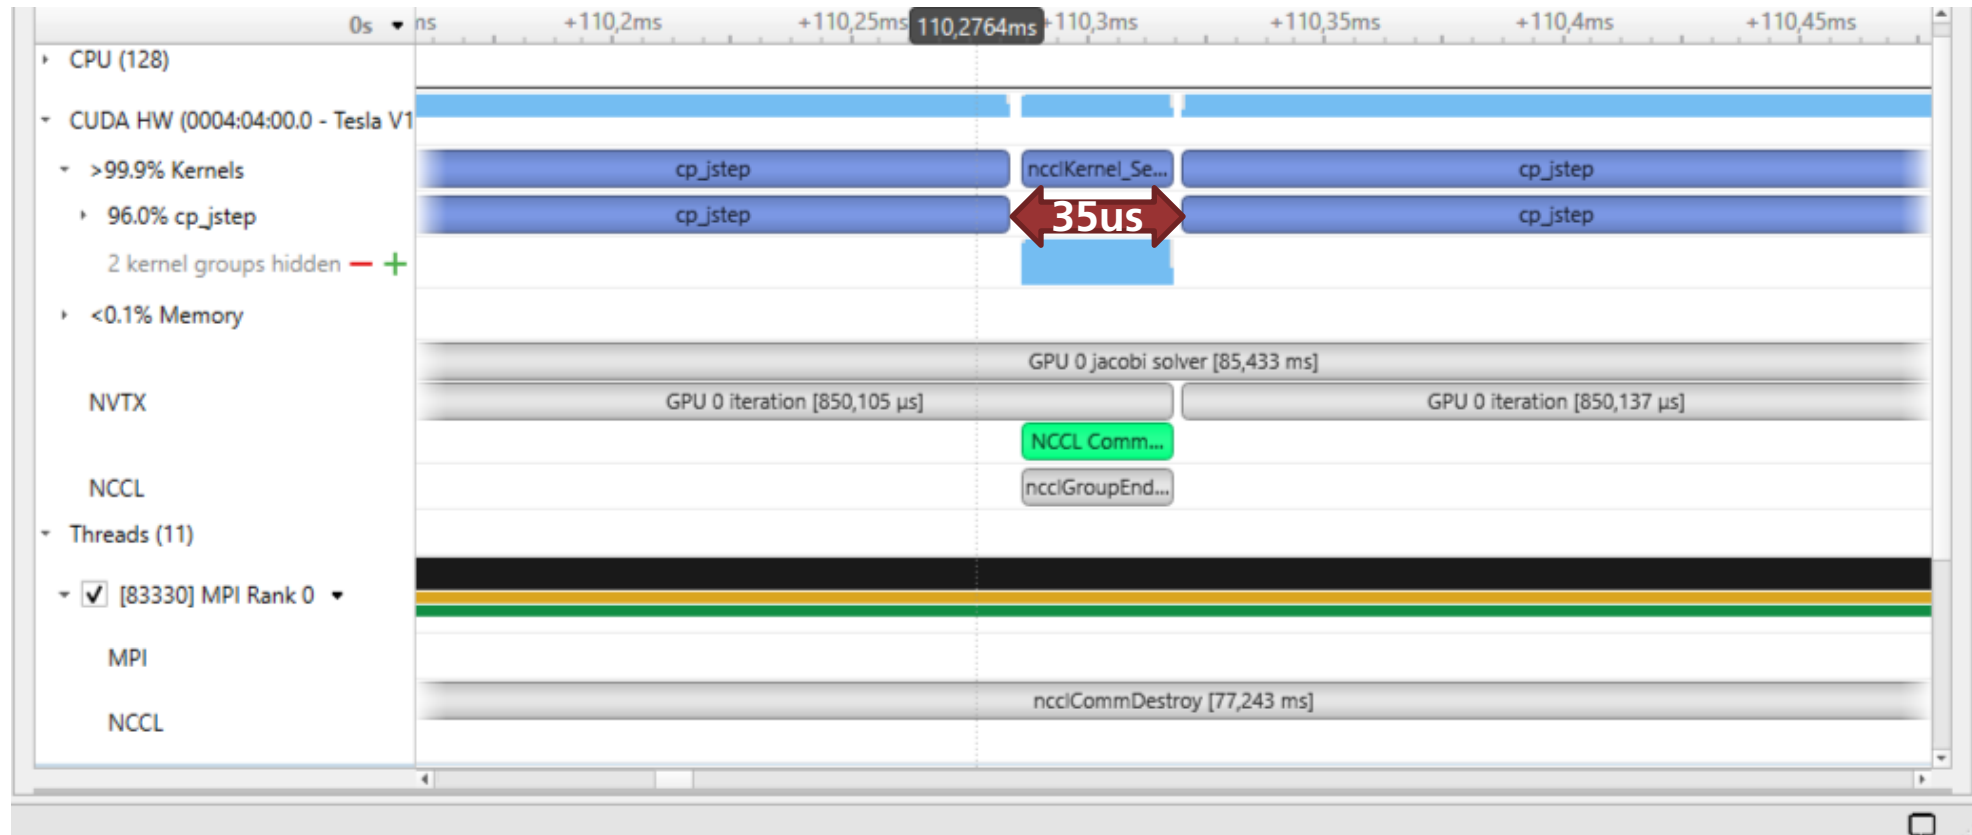 0s ms +110,2ms +110,25ms 110,2764ms +110,3ms +110,35ms +110,4ms +110,45ms
CPU (128)
CUDA HW (0004:04:00.0 - Tesla V1
>99.9% Kernels cp_jstep ncclKernel_Se... cp_jstep
96.0% cp_jstep cp_jstep 35us cp_jstep
2 kernel groups hidden
<0.1% Memory
GPU 0 jacobi solver [85,433 ms]
NVTX GPU 0 iteration [850,105 µs] GPU 0 iteration [850,137 µs]
NCCL Comm...
NCCL ncclGroupEnd...
Threads (11)
[83330] MPI Rank 0
MPI
ncclCommDestroy [77,243 ms]
NCCL